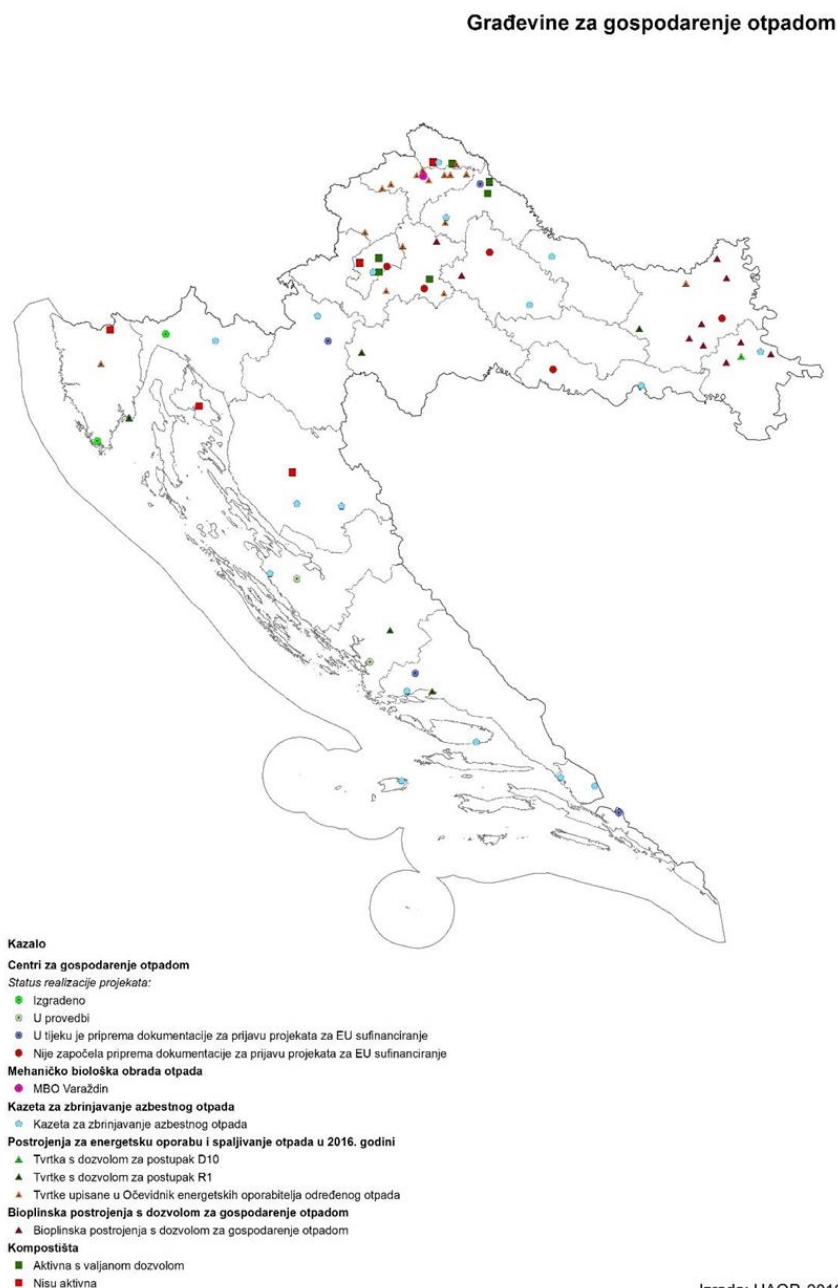 Građevine za gospodarenje otpadom
Kazalo
Centri za gospodarenje otpadom
Status realizacije projekata:
Izgrađeno
U provedbi
U tijeku je priprema dokumentacije za prijavu projekata za EU sufinanciranje
Nije započela priprema dokumentacije za prijavu projekata za EU sufinanciranje
Mehaničko biološka obrada otpada
MBO Varaždin
Kazeta za zbrinjavanje azbestnog otpada
Kazeta za zbrinjavanje azbestnog otpada
Postrojenja za energetsku oporabu i spaljivanje otpada u 2016. godini
Tvrtka s dozvolom za postupak D10
Tvrtke s dozvolom za postupak R1
Tvrtke upisane u Očevidnik energetskih oporabitelja određenog otpada
Bioplinska postrojenja s dozvolom za gospodarenje otpadom
Bioplinska postrojenja s dozvolom za gospodarenje otpadom
Kompostišta
Aktivna s valjanom dozvolom
Nisu aktivna